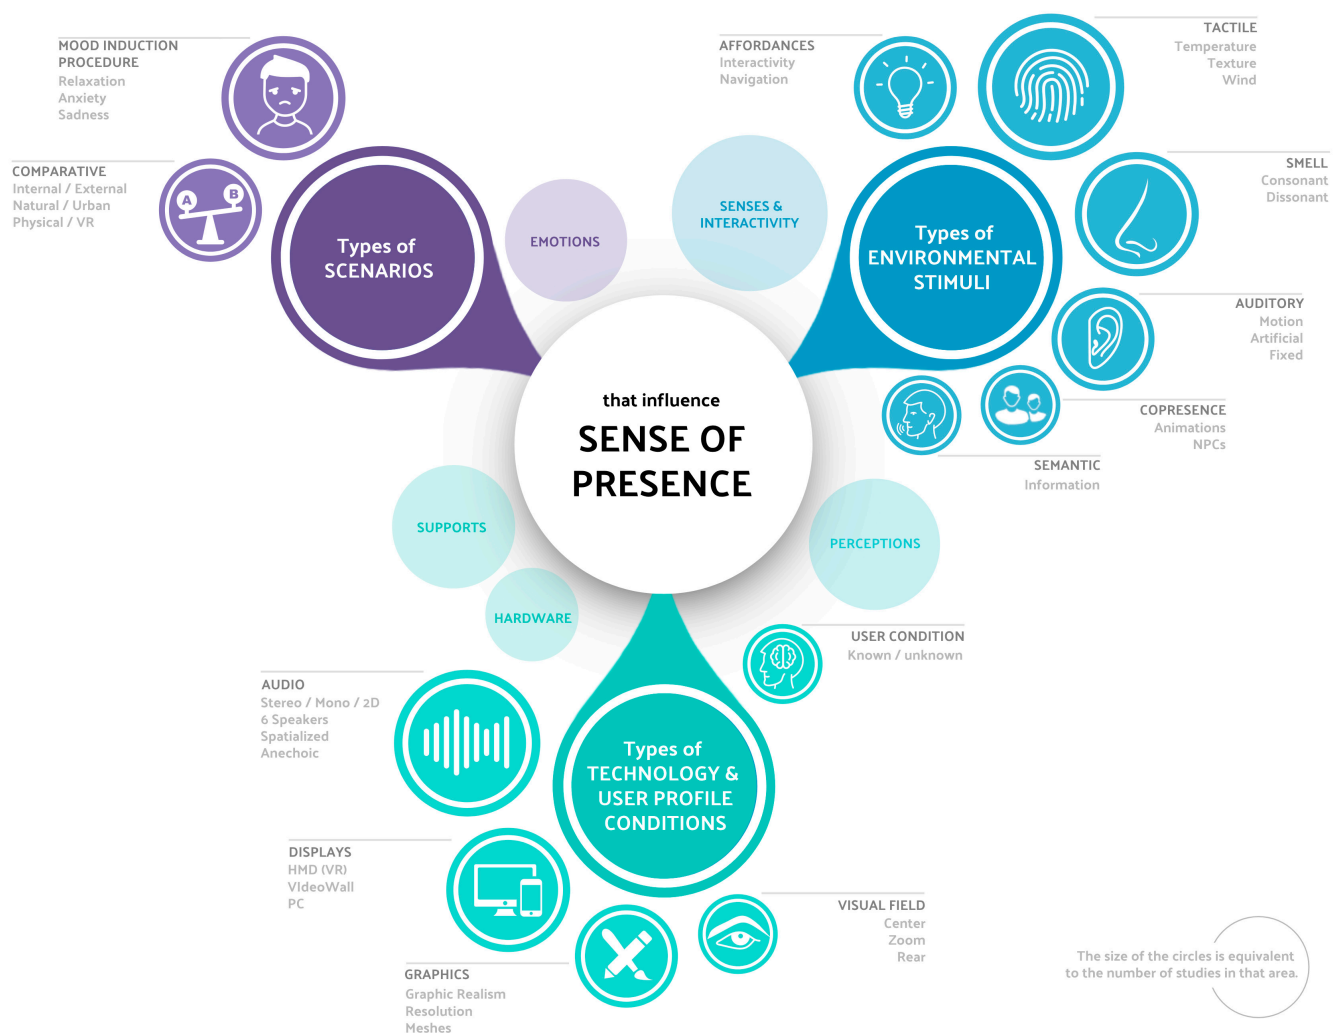 MOOD INDUCTION
PROCEDURE
Relaxation
Anxiety
Sadness
COMPARATIVE
Internal / External
Natural / Urban
Physical / VR
A
B
Types of
SCENARIOS
EMOTIONS
SENSES &
INTERACTIVITY
AFFORDANCES
Interactivity
Navigation
TACTILE
Temperature
Texture
Wind
SMELL
Consonant
Dissonant
Types of
ENVIRONMENTAL
STIMULI
AUDITORY
Motion
Artificial
Fixed
COPRESENCE
Animations
NPCs
SEMANTIC
Information
that influence
SENSE OF
PRESENCE
SUPPORTS
HARDWARE
PERCEPTIONS
USER CONDITION
Known / unknown
AUDIO
Stereo / Mono / 2D
6 Speakers
Spatialized
Anechoic
Types of
TECHNOLOGY &
USER PROFILE
CONDITIONS
DISPLAYS
HMD (VR)
VIdeoWall
PC
GRAPHICS
Graphic Realism
Resolution
Meshes
VISUAL FIELD
Center
Zoom
Rear
The size of the circles is equivalent
to the number of studies in that area.